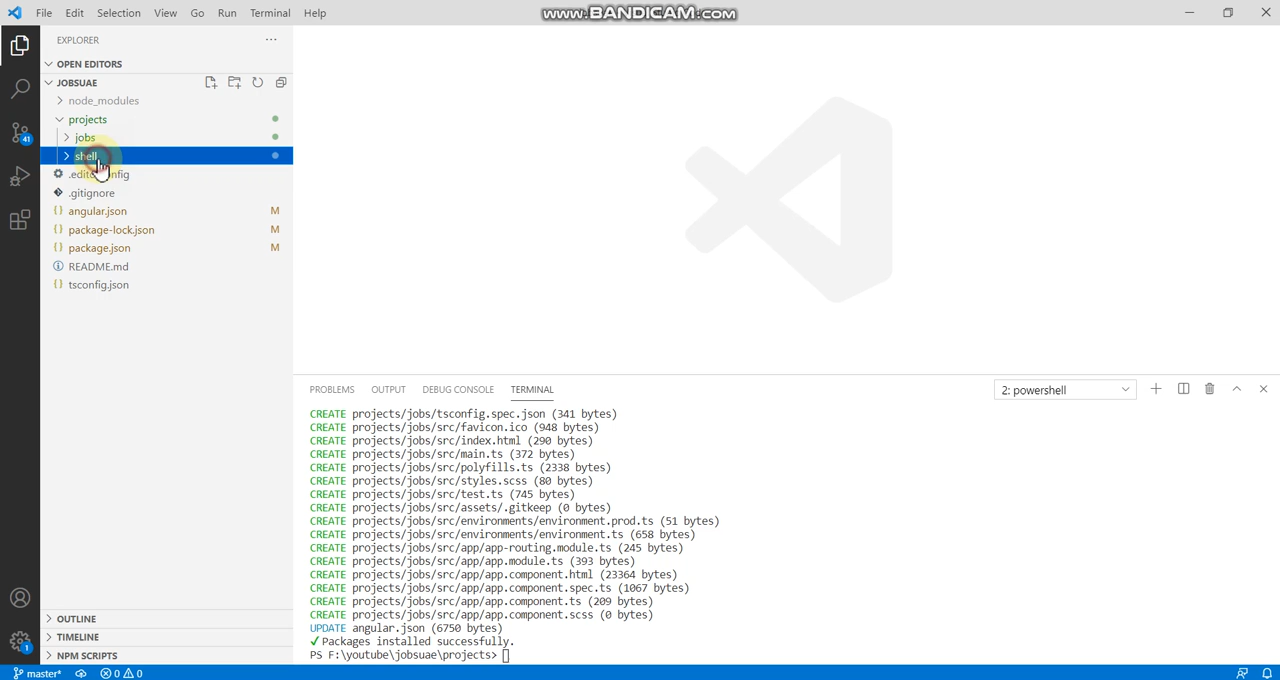 File Edit Selection View Go Run Terminal Help
www.BANDICAM.com
EXPLORER
OPEN EDITORS
JOBSUAE
node_modules
projects
jobs
shell
41
.gitignore
angular.json M
package-lock.json M
package.json M
README.md
tsconfig.json
PROBLEMS OUTPUT DEBUG CONSOLE TERMINAL 2: powershell
CREATE projects/jobs/tsconfig.spec.json (341 bytes)
CREATE projects/jobs/src/favicon.ico (948 bytes)
CREATE projects/jobs/src/index.html (290 bytes)
CREATE projects/jobs/src/main.ts (372 bytes)
CREATE projects/jobs/src/polyfills.ts (2338 bytes)
CREATE projects/jobs/src/styles.scss (80 bytes)
CREATE projects/jobs/src/test.ts (745 bytes)
CREATE projects/jobs/src/assets/.gitkeep (0 bytes)
CREATE projects/jobs/src/environments/environment.prod.ts (51 bytes)
CREATE projects/jobs/src/environments/environment.ts (658 bytes)
CREATE projects/jobs/src/app/app-routing.module.ts (245 bytes)
CREATE projects/jobs/src/app/app.module.ts (393 bytes)
CREATE projects/jobs/src/app/app.component.html (23364 bytes)
CREATE projects/jobs/src/app/app.component.spec.ts (1067 bytes)
CREATE projects/jobs/src/app/app.component.ts (209 bytes)
CREATE projects/jobs/src/app/app.component.scss (0 bytes)
UPDATE angular.json (6750 bytes)
✓ Packages installed successfully.
PS F:\youtube\jobsuae\projects>
OUTLINE
TIMELINE
NPM SCRIPTS
1
master* 0 0